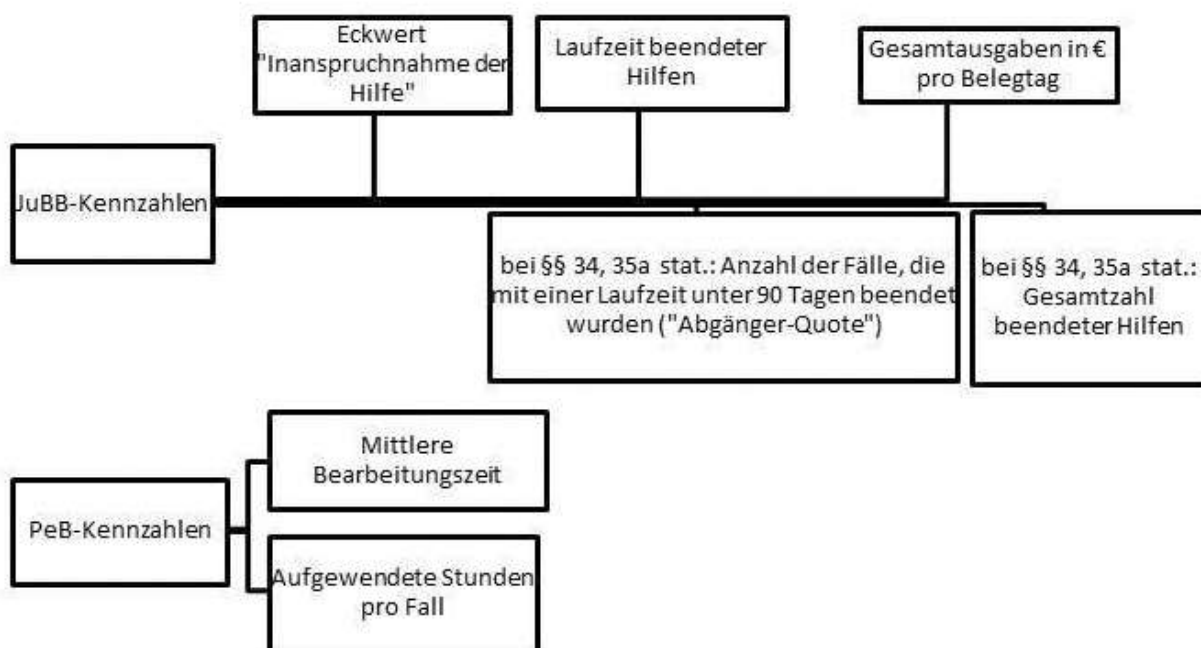 Eckwert
"Inanspruchnahme der
Hilfe"
Laufzeit beendeter
Hilfen
Gesamtausgaben in €
pro Belegtag
JuBB-Kennzahlen
bei §§ 34, 35a stat.: Anzahl der Fälle, die
mit einer Laufzeit unter 90 Tagen beendet
wurden ("Abgänger-Quote")
bei §§ 34, 35a stat.:
Gesamtzahl
beendeter Hilfen
Mittlere
Bearbeitungszeit
PeB-Kennzahlen
Aufgewendete Stunden
pro Fall